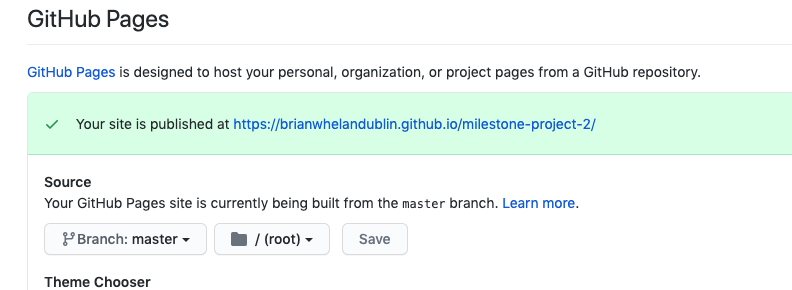 GitHub Pages
GitHub Pages is designed to host your personal, organization, or project pages from a GitHub repository.
Your site is published at https://brianwhelandublin.github.io/milestone-project-2/
Source
Your GitHub Pages site is currently being built from the master branch. Learn more.
Branch: master / (root) Save
Theme Chooser